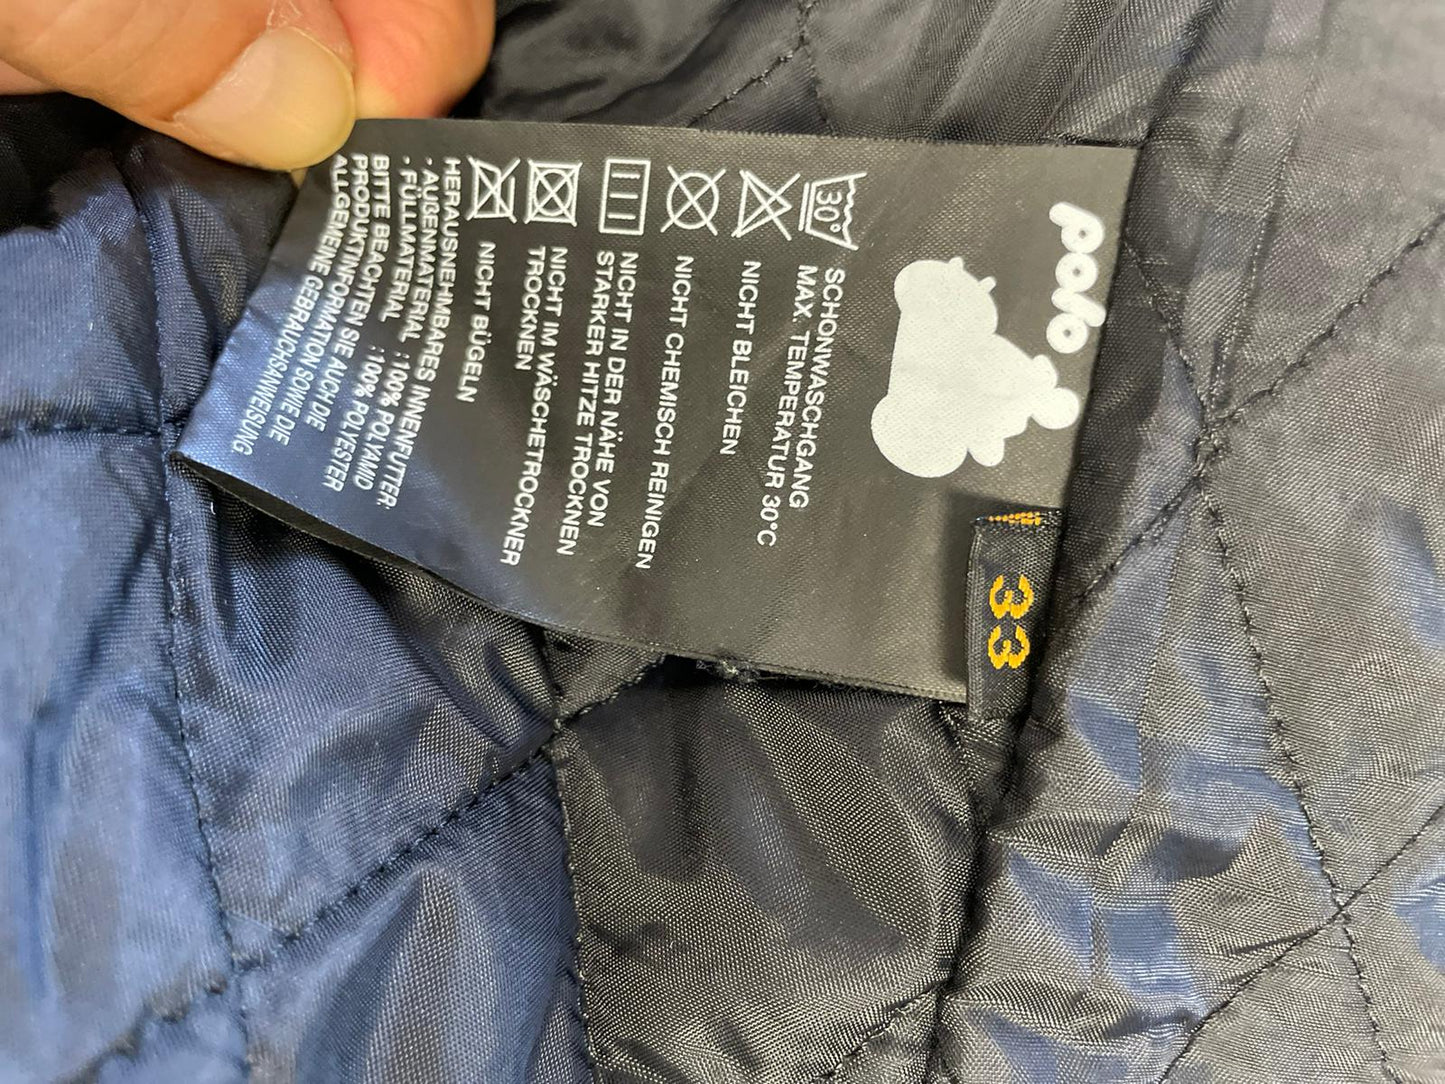 polo
SCHONWASCHGANG
MAX. TEMPERATUR 30°C
30°
NICHT BLEICHEN
NICHT CHEMISCH REINIGEN
NICHT IN DER NÄHE VON
STARKER HITZE TROCKNEN
NICHT IM WÄSCHETROCKNER
TROCKNEN
NICHT BÜGELN
HERAUSNEHMBARES INNENFUTTER:
· AUßENMATERIAL :100% POLYAMID
· FÜLLMATERIAL :100% POLYESTER
BITTE BEACHTEN SIE AUCH DIE
PRODUKTINFORMATION SOWIE DIE
ALLGEMEINE GEBRAUCHSANWEISUNG.
33